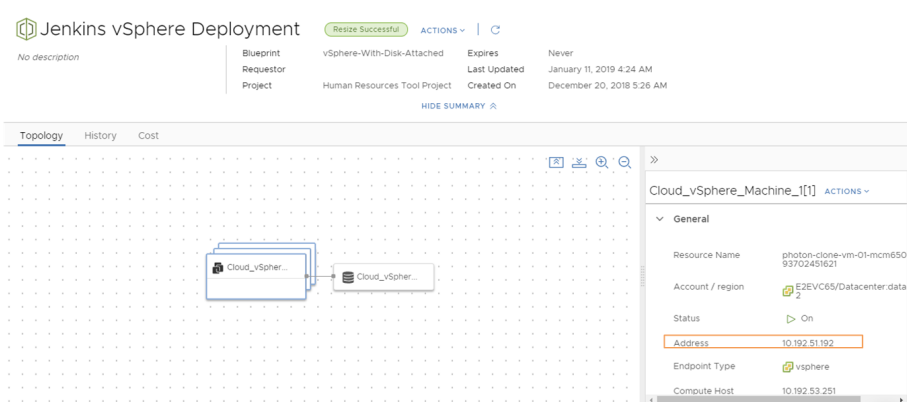 Jenkins vSphere Deployment
Resize Successful
ACTIONS
No description
Blueprint vSphere-With-Disk-Attached Expires Never
Requestor Last Updated January 11, 2019 4:24 AM
Project Human Resources Tool Project Created On December 20, 2018 5:26 AM
HIDE SUMMARY
Topology History Cost
Cloud_vSpher...
Cloud_vSpher...
Cloud_vSphere_Machine_1[1] ACTIONS
General
Resource Name photon-clone-vm-01-mcm650
93702451621
Account / region E2EVC65/Datacenter:data
2
Status On
Address 10.192.51.192
Endpoint Type vsphere
Compute Host 10.192.53.251